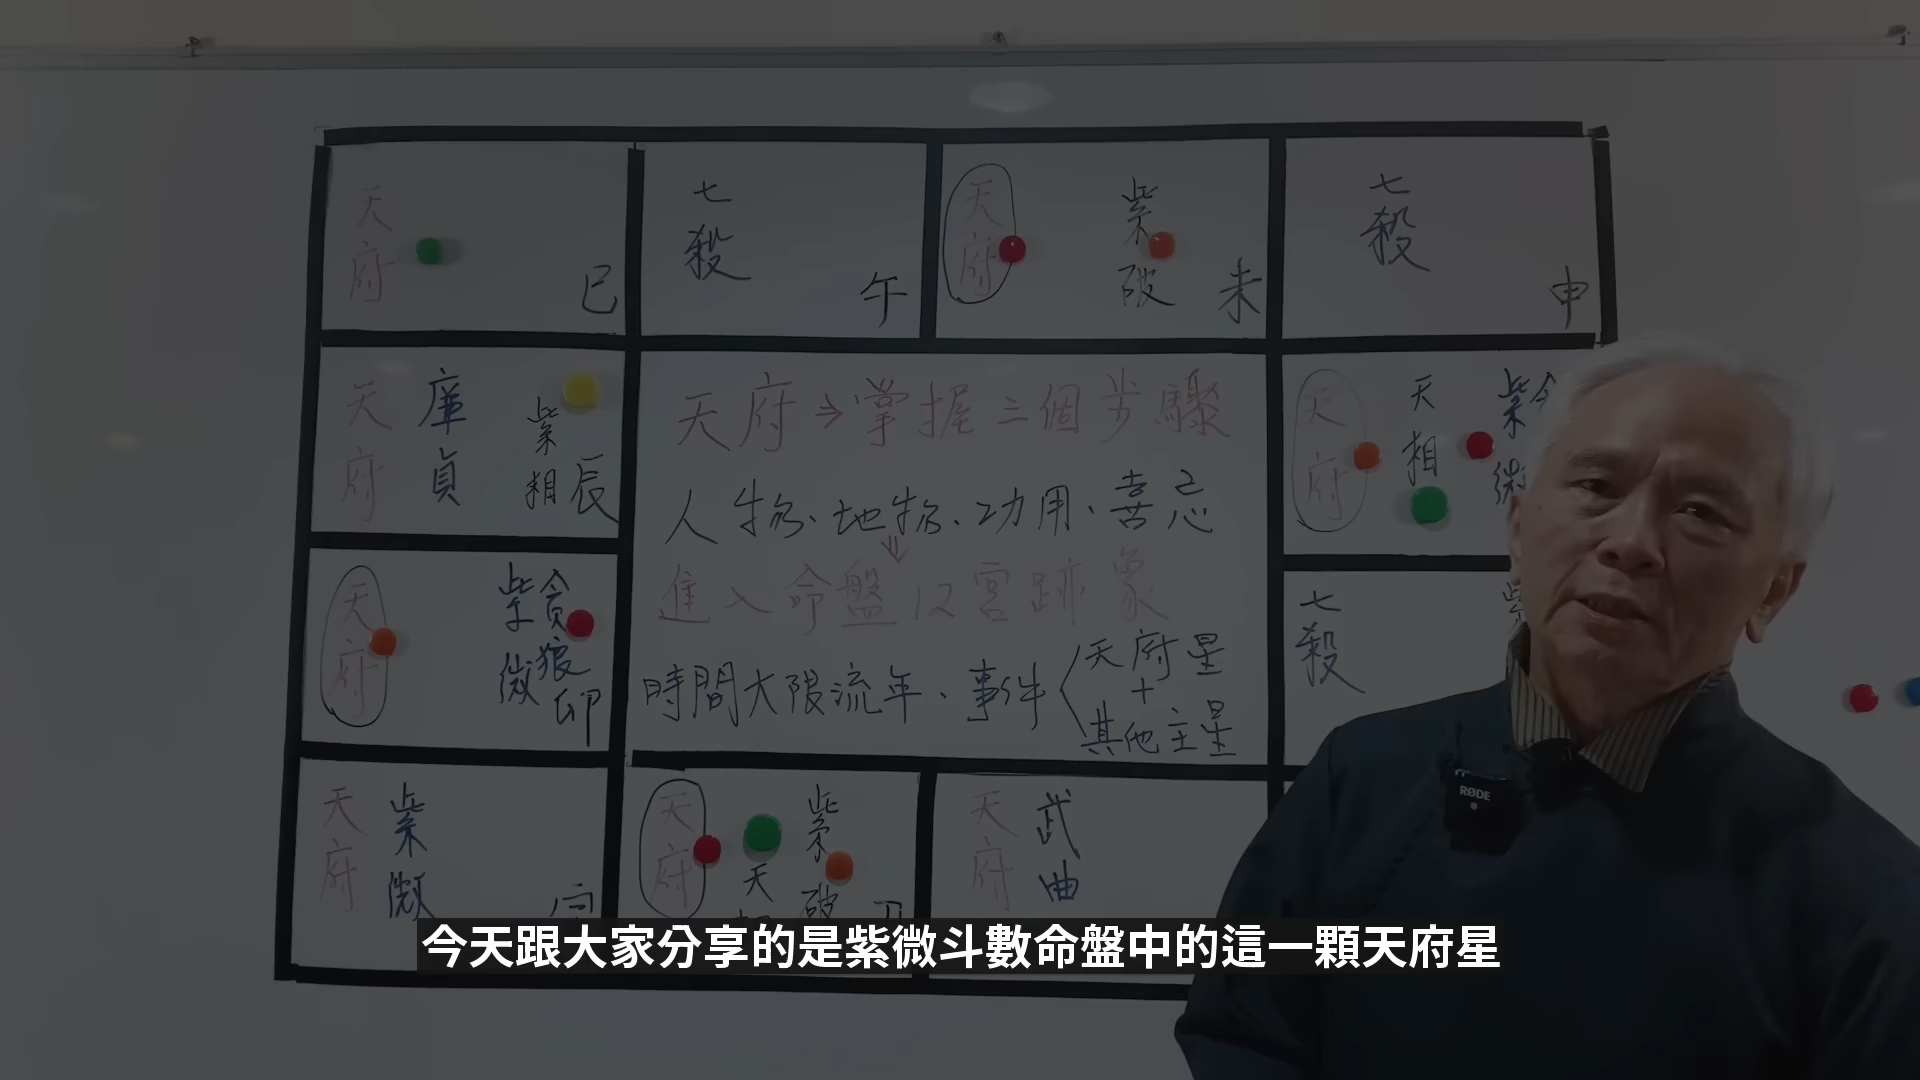 天府
巳
七殺
午
天府 紫破
未
七殺
申
天府 廉貞 紫相
辰
天府→掌握三個步驟
人物、地物、功用、喜忌
進入命盤12宮跡象
時間大限流年、事件
天府星
+
其他主星
天府 天相 紫微
天府 紫微 貪狼
卯
七殺 紫
天府 紫微
天府 天 紫破
天府 武曲
RØDE
今天跟大家分享的是紫微斗數命盤中的這一顆天府星